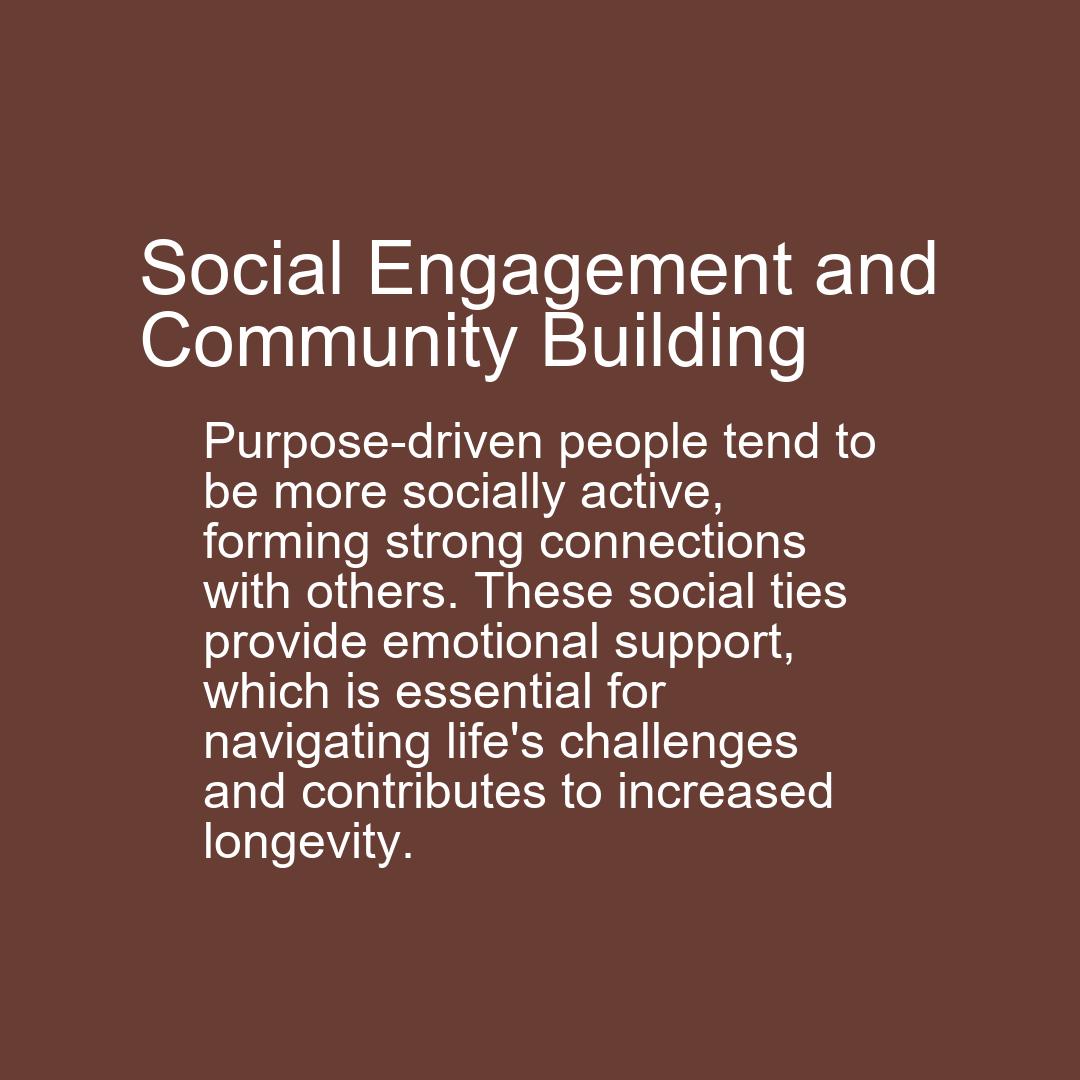 Social Engagement and
Community Building
Purpose-driven people tend to
be more socially active,
forming strong connections
with others. These social ties
provide emotional support,
which is essential for
navigating life's challenges
and contributes to increased
longevity.